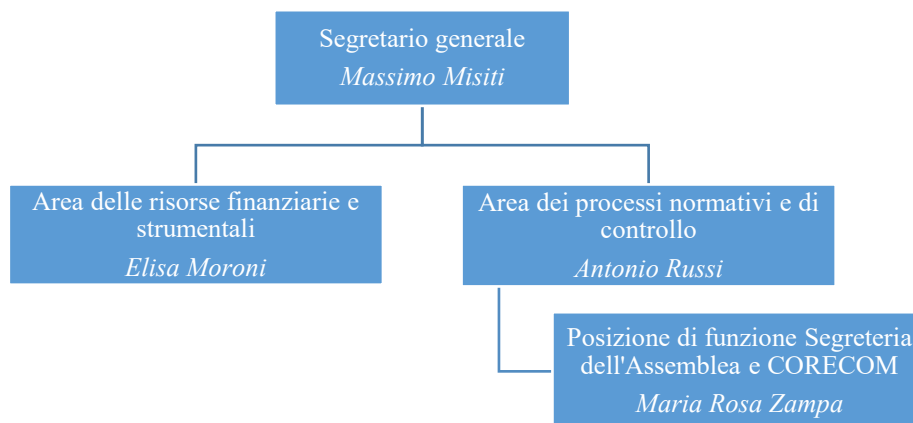 Segretario generale
Massimo Misiti
Area delle risorse finanziarie e
strumentali
Elisa Moroni
Area dei processi normativi e di
controllo
Antonio Russi
Posizione di funzione Segreteria
dell'Assemblea e CORECOM
Maria Rosa Zampa